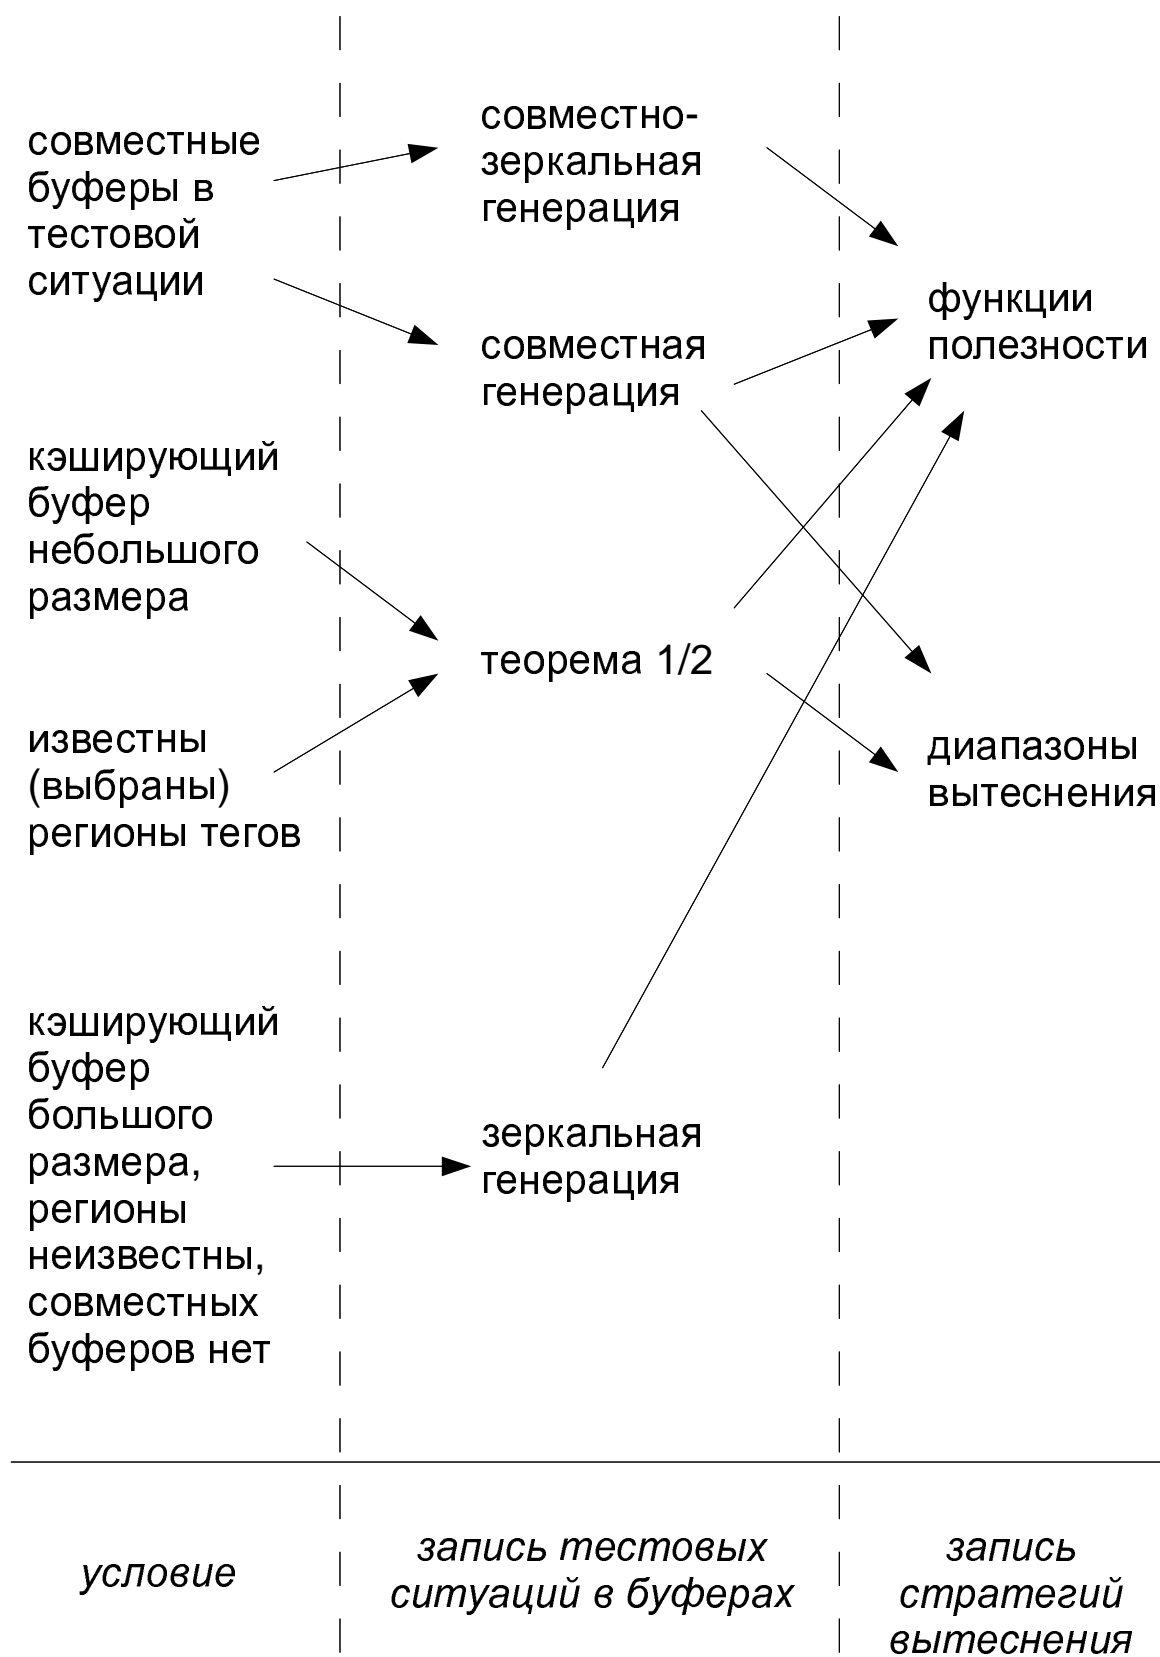 совместные
буферы в
тестовой
ситуации
кэширующий
буфер
небольшого
размера
известны
(выбраны)
регионы тегов
кэширующий
буфер
большого
размера,
регионы
неизвестны,
совместных
буферов нет
совместно-
зеркальная
генерация
совместная
генерация
теорема 1/2
зеркальная
генерация
функции
полезности
диапазоны
вытеснения
условие
запись тестовых
ситуаций в буферах
запись
стратегий
вытеснения